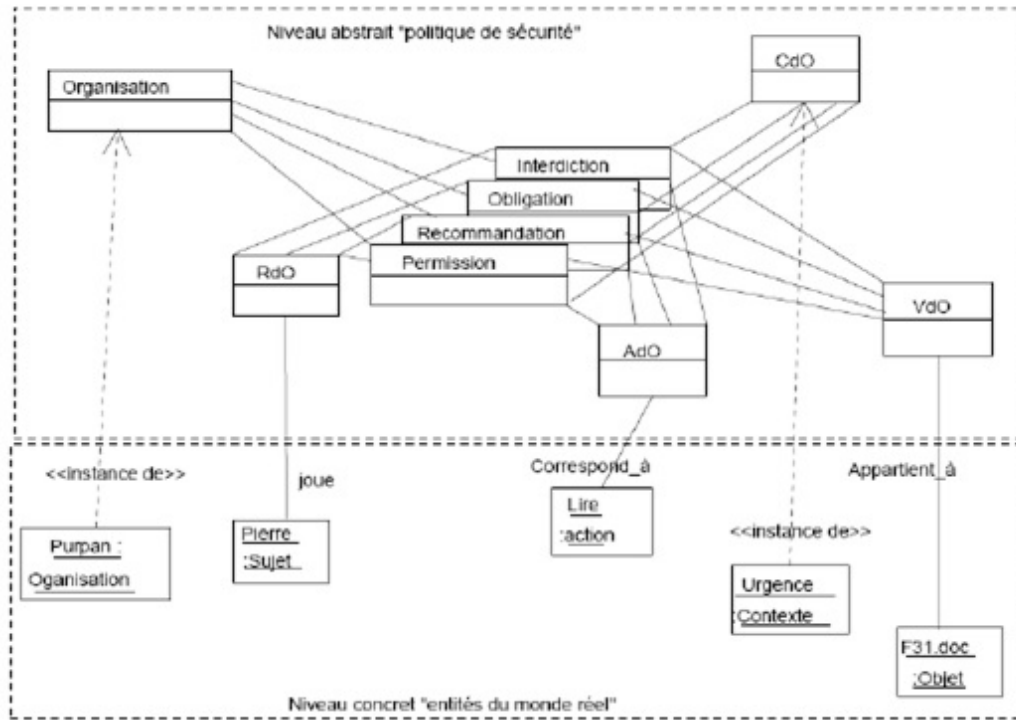 Niveau abstrait "politique de sécurité"
CdO
Organisation
Interdiction
Obligation
Recommandation
Permission
RdO
VdO
AdO
<<instance de>>
joue
Correspond_à
Appartient_à
Lire
:action
<<instance de>>
Purpan :
Oganisation
Pierre
:Sujet
Urgence
:Contexte
F31.doc
:Objet
Niveau concret "entités du monde réel"